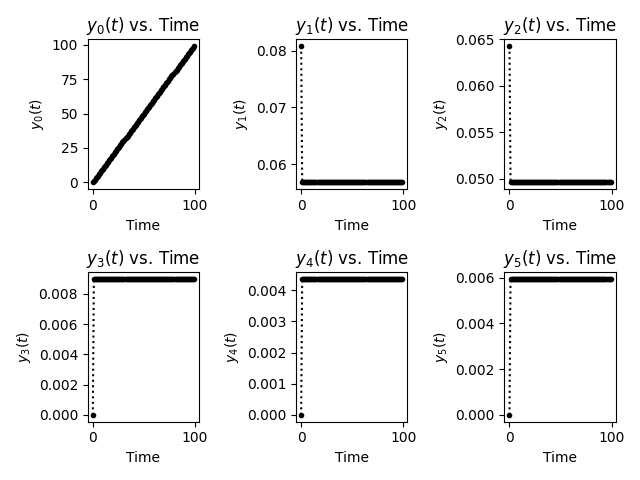 y₀(t) vs. Time
y₁(t) vs. Time
y₂(t) vs. Time
100
75
50
25
0
y₀(t)
0
100
Time
0.08
0.07
0.06
y₁(t)
0
100
Time
0.065
0.060
0.055
0.050
y₂(t)
0
100
Time
y₃(t) vs. Time
y₄(t) vs. Time
y₅(t) vs. Time
0.008
0.006
0.004
0.002
0.000
y₃(t)
0
100
Time
0.004
0.003
0.002
0.001
0.000
y₄(t)
0
100
Time
0.006
0.004
0.002
0.000
y₅(t)
0
100
Time